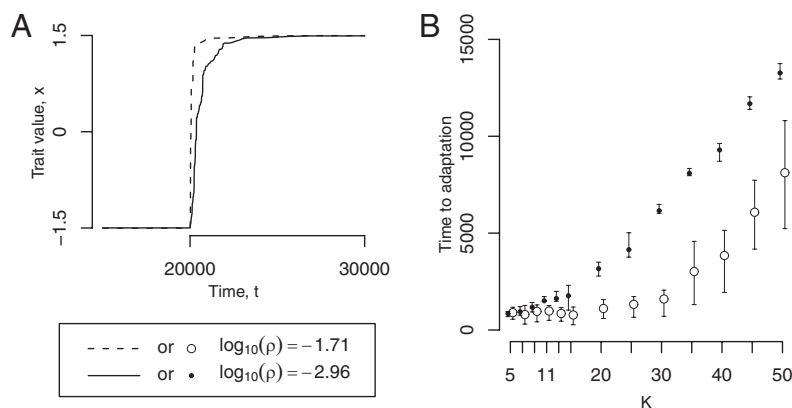 A
1.5
0
−1.5
Trait value, x
20000
30000
Time, t
or log10(ρ) = −1.71
or log10(ρ) = −2.96
B
15000
10000
5000
0
Time to adaptation
5 11 20 30 40 50
K